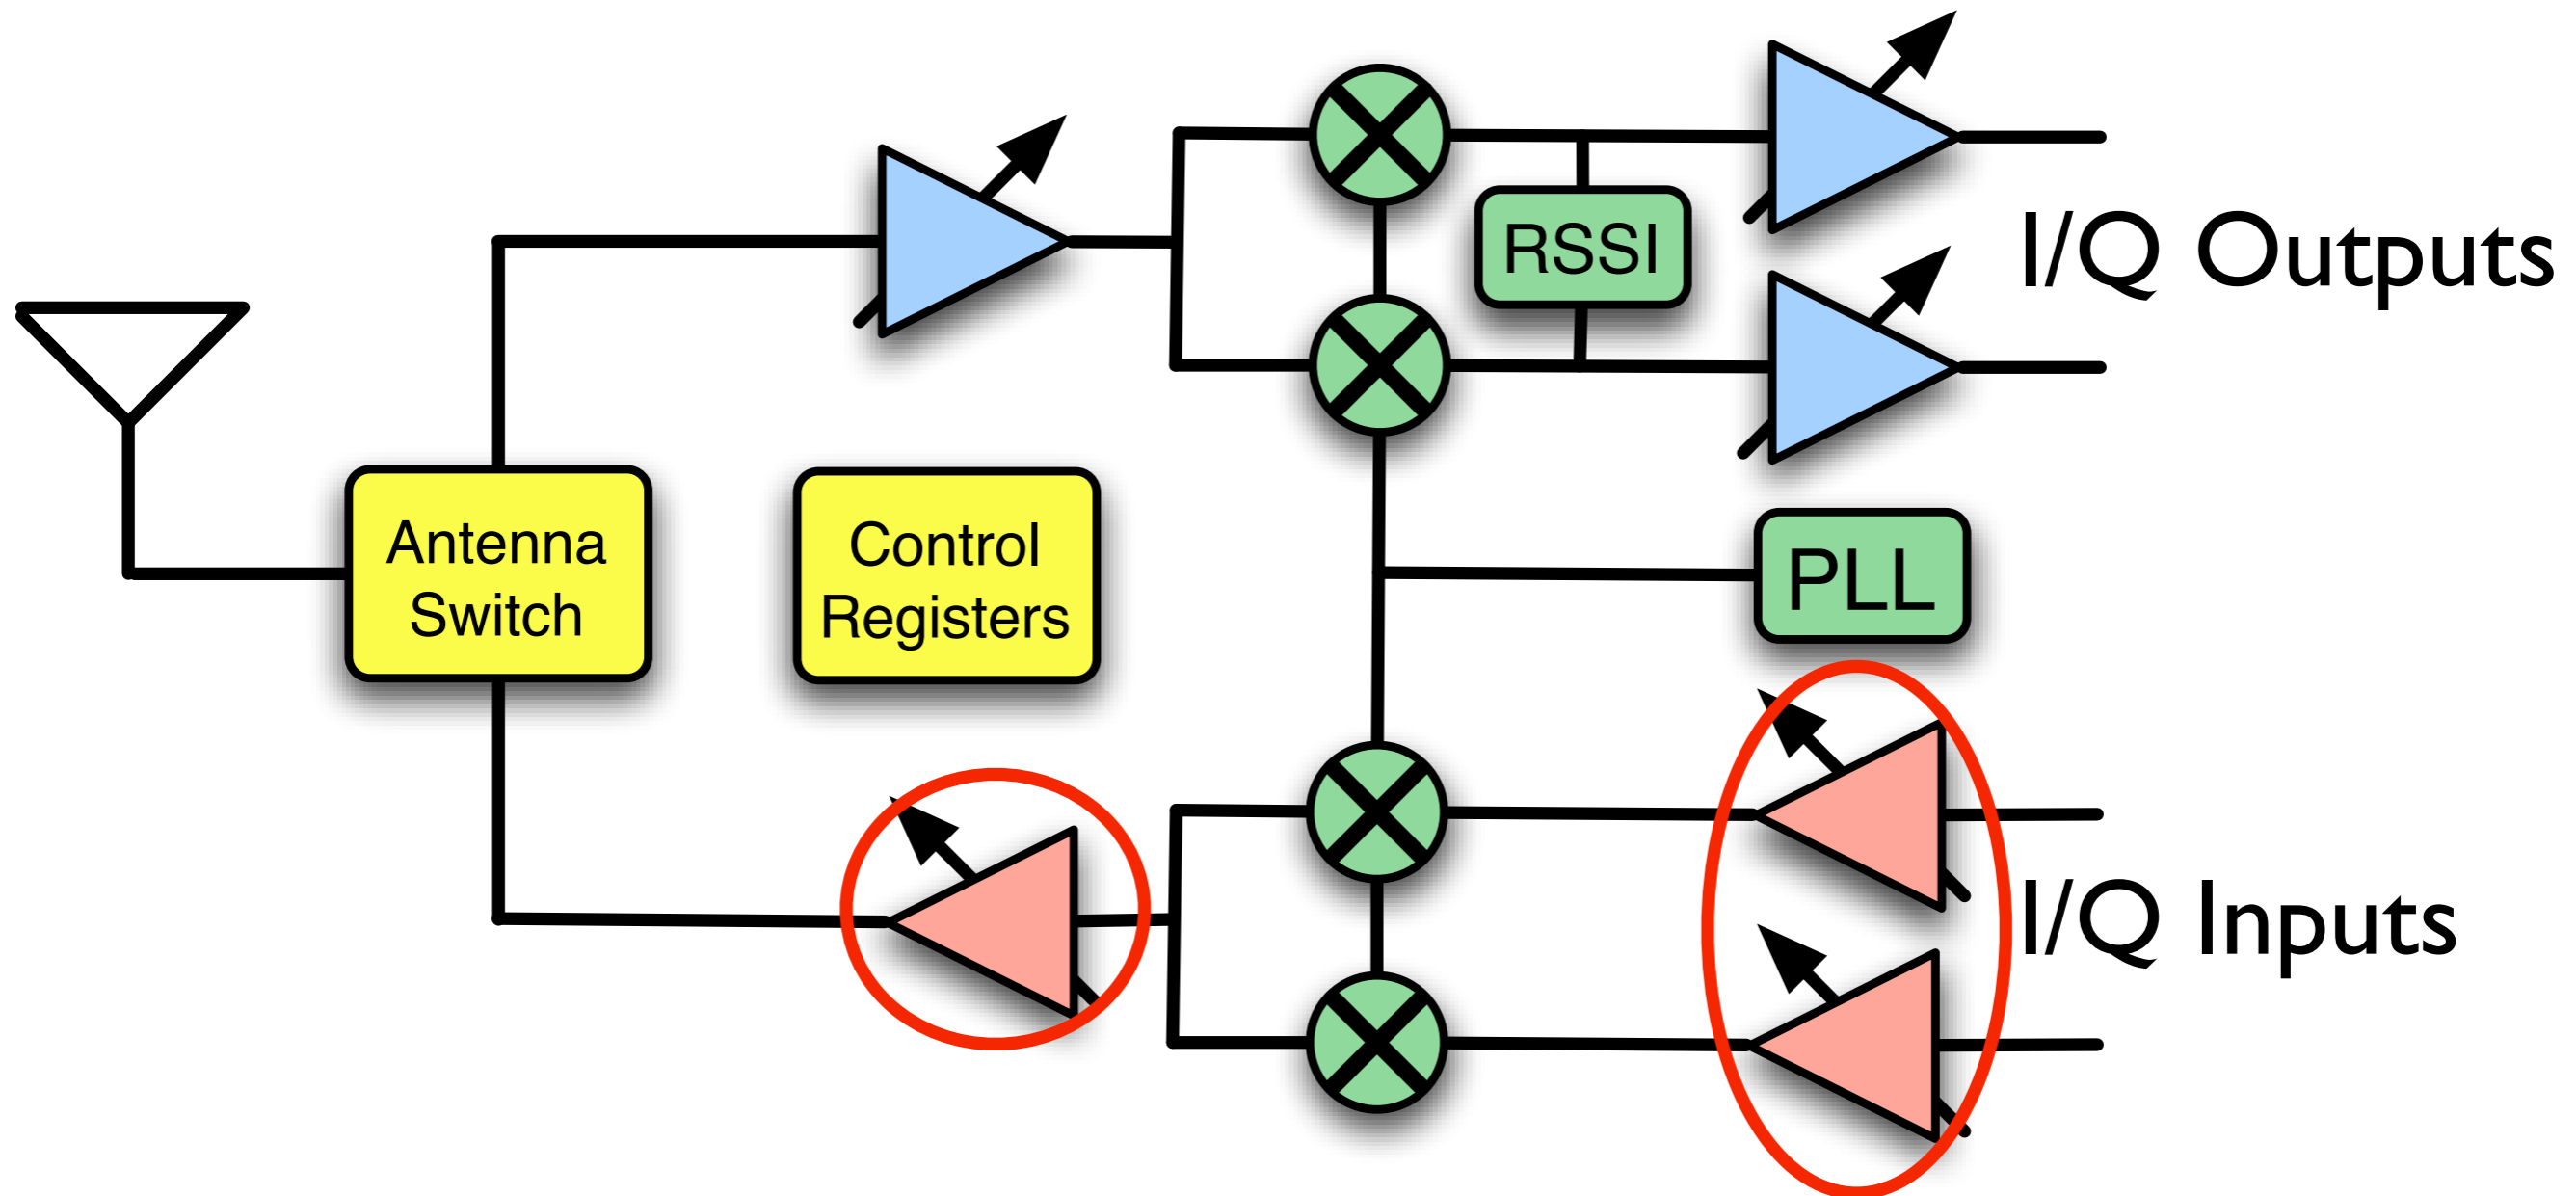 RSSI
I/Q Outputs
Antenna
Switch
Control
Registers
PLL
I/Q Inputs